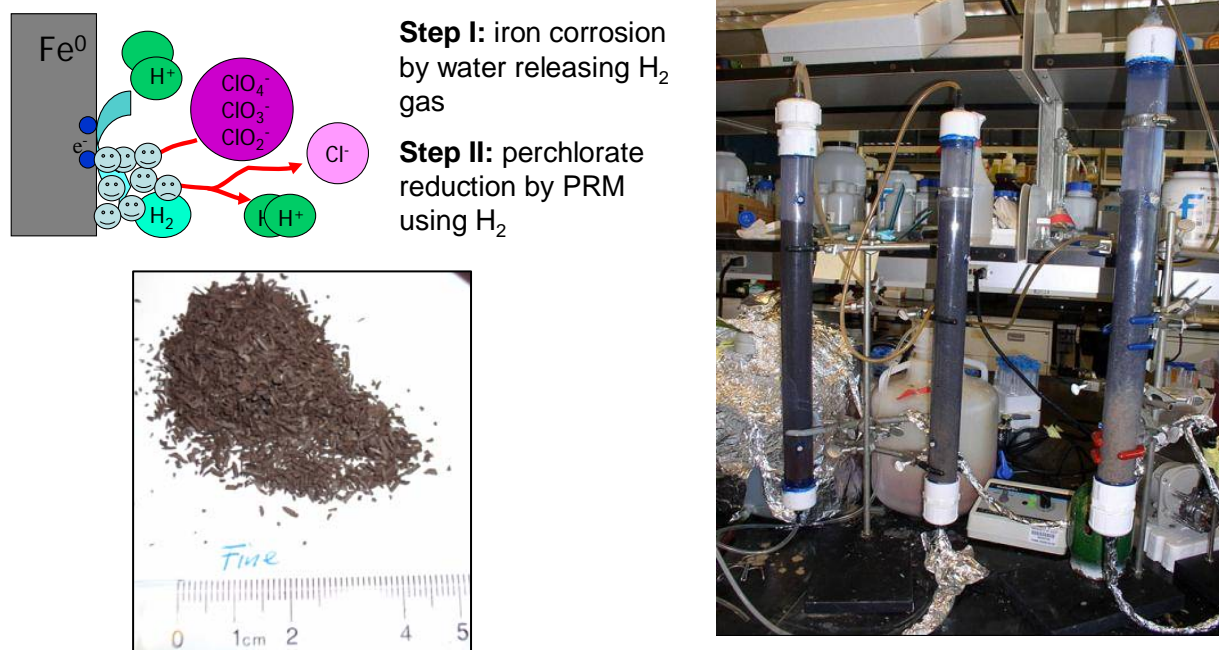 Fe⁰
H⁺
ClO₄⁻
ClO₃⁻
ClO₂⁻
e⁻
Cl⁻
H₂
H⁺
Step I: iron corrosion
by water releasing H₂
gas
Step II: perchlorate
reduction by PRM
using H₂
Fine
0 1cm 2 4 5